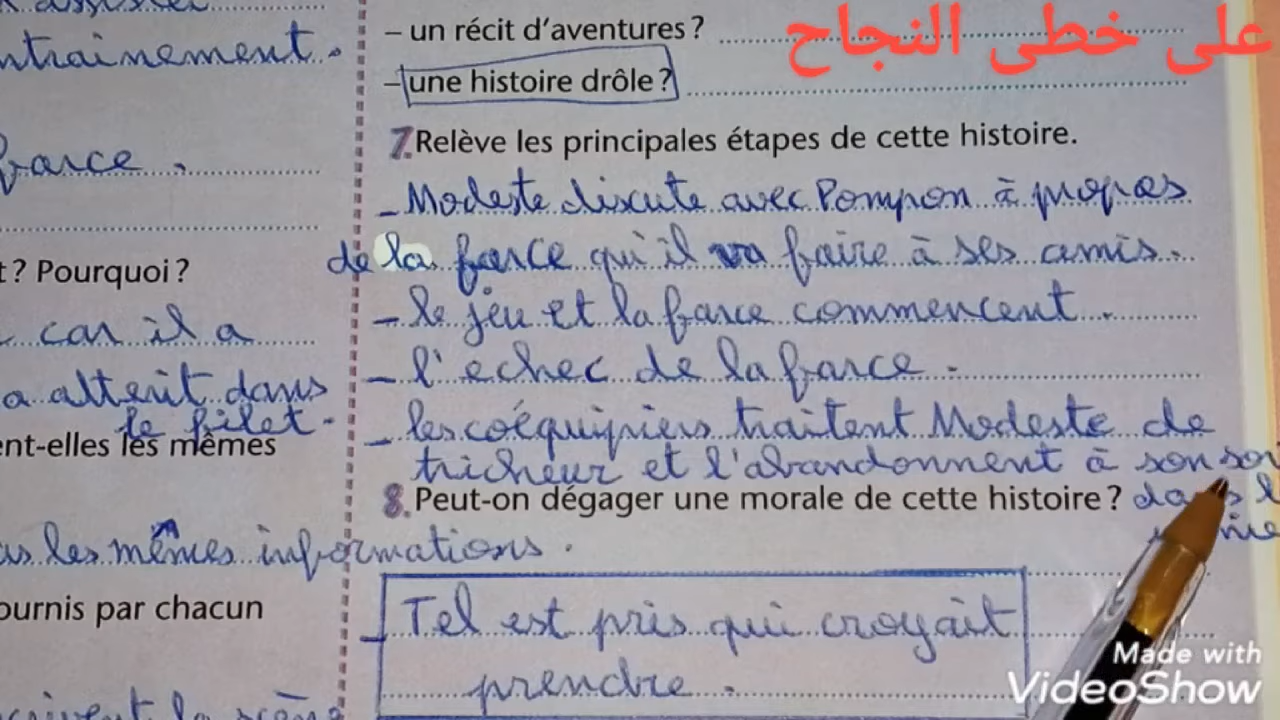 ntrainement.
farce.
t ? Pourquoi ?
car il a
a atterit dans
le filet.
ent-elles les mêmes
as les mêmes informations.
ournis par chacun
– un récit d'aventures ?
– une histoire drôle ?
على خطى النجاح
7. Relève les principales étapes de cette histoire.
- Modeste discute avec Pompon à propos
de la farce qu'il va faire à ses amis.
- le jeu et la farce commencent.
- l'echec de la farce.
- les coéquipiers traitent Modeste de
tricheur et l'abandonnent à son sor
8. Peut-on dégager une morale de cette histoire ?
- Tel est pris qui croyait
prendre.
Made with
VideoShow